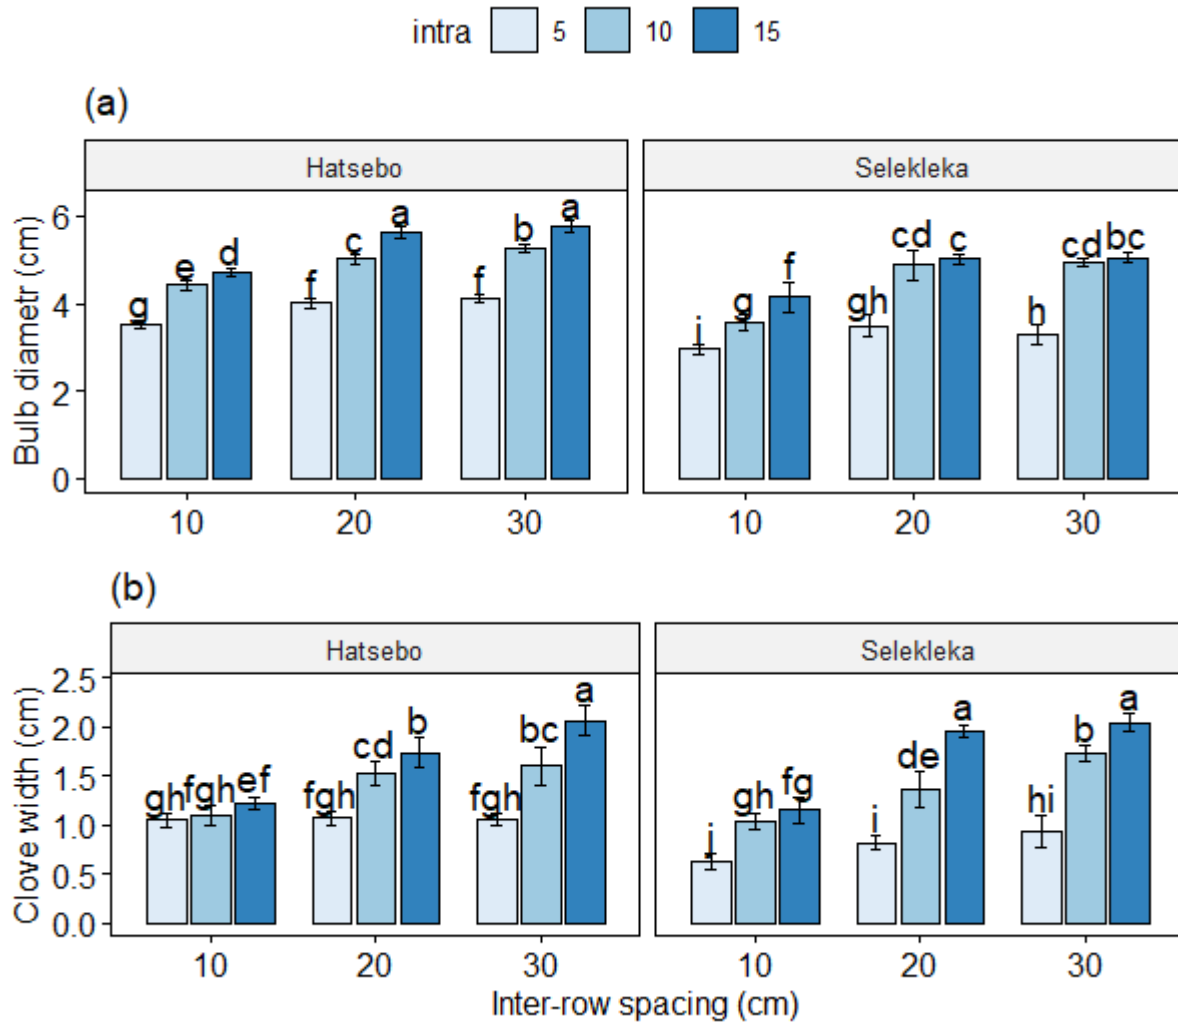 intra 5 10 15
(a)
Hatsebo Selekleka
Bulb diametr (cm)
6
4
2
0
g e d f c a f b a
i g f gh cd c h cd bc
10 20 30 10 20 30
(b)
Hatsebo Selekleka
Clove width (cm)
2.5
2.0
1.5
1.0
0.5
0.0
gh fgh ef fgh cd b fgh bc a
j gh fg i de a hi b a
10 20 30 10 20 30
Inter-row spacing (cm)